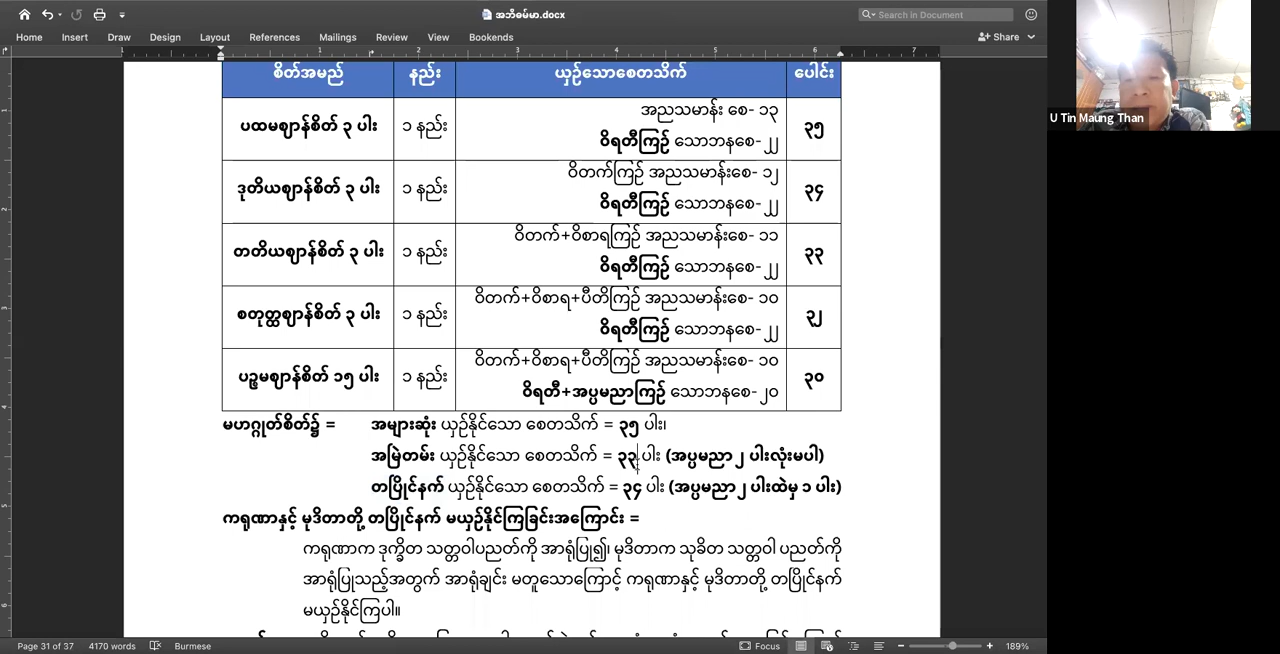 အဘိဓမ်မာ.docx
Search in Document
Home Insert Draw Design Layout References Mailings Review View Bookends
Share
U Tin Maung Than
စိတ်အမည် နည်း ယှဉ်သောစေတသိက် ပေါင်း
ပထမဈာန်စိတ် ၃ ပါး ၁ နည်း အညသမာန်း စေ- ၁၃ ၃၅
ဝိရတီကြဉ် သောဘနစေ-၂၂
ဒုတိယဈာန်စိတ် ၃ ပါး ၁ နည်း ဝိတက်ကြဉ် အညသမာန်းစေ- ၁၂ ၃၄
ဝိရတီကြဉ် သောဘနစေ-၂၂
တတိယဈာန်စိတ် ၃ ပါး ၁ နည်း ဝိတက်+ဝိစာရကြဉ် အညသမာန်းစေ- ၁၁ ၃၃
ဝိရတီကြဉ် သောဘနစေ-၂၂
စတုတ္ထဈာန်စိတ် ၃ ပါး ၁ နည်း ဝိတက်+ဝိစာရ+ပီတိကြဉ် အညသမာန်းစေ- ၁၀ ၃၂
ဝိရတီကြဉ် သောဘနစေ-၂၂
ပဉ္စမဈာန်စိတ် ၁၅ ပါး ၁ နည်း ဝိတက်+ဝိစာရ+ပီတိကြဉ် အညသမာန်းစေ- ၁၀ ၃၀
ဝိရတီ+အပ္ပမညာကြဉ် သောဘနစေ-၂၀
မဟဂ္ဂုတ်စိတ်၌ = အများဆုံး ယှဉ်နိုင်သော စေတသိက် = ၃၅ ပါး၊
အမြဲတမ်း ယှဉ်နိုင်သော စေတသိက် = ၃၃ ပါး (အပ္ပမညာ၂ ပါးလုံးမပါ)
တပြိုင်နက် ယှဉ်နိုင်သော စေတသိက် = ၃၄ ပါး (အပ္ပမညာ၂ ပါးထဲမှ ၁ ပါး)
ကရုဏာနှင့် မုဒိတာတို့ တပြိုင်နက် မယှဉ်နိုင်ကြခြင်းအကြောင်း =
ကရုဏာက ဒုက္ခိတ သတ္တဝါပညတ်ကို အာရုံပြု၍၊ မုဒိတာက သုခိတ သတ္တဝါ ပညတ်ကို
အာရုံပြုသည့်အတွက် အာရုံချင်း မတူသောကြောင့် ကရုဏာနှင့် မုဒိတာတို့ တပြိုင်နက်
မယှဉ်နိုင်ကြပါ။
Page 31 of 37 4170 words Burmese Focus 189%